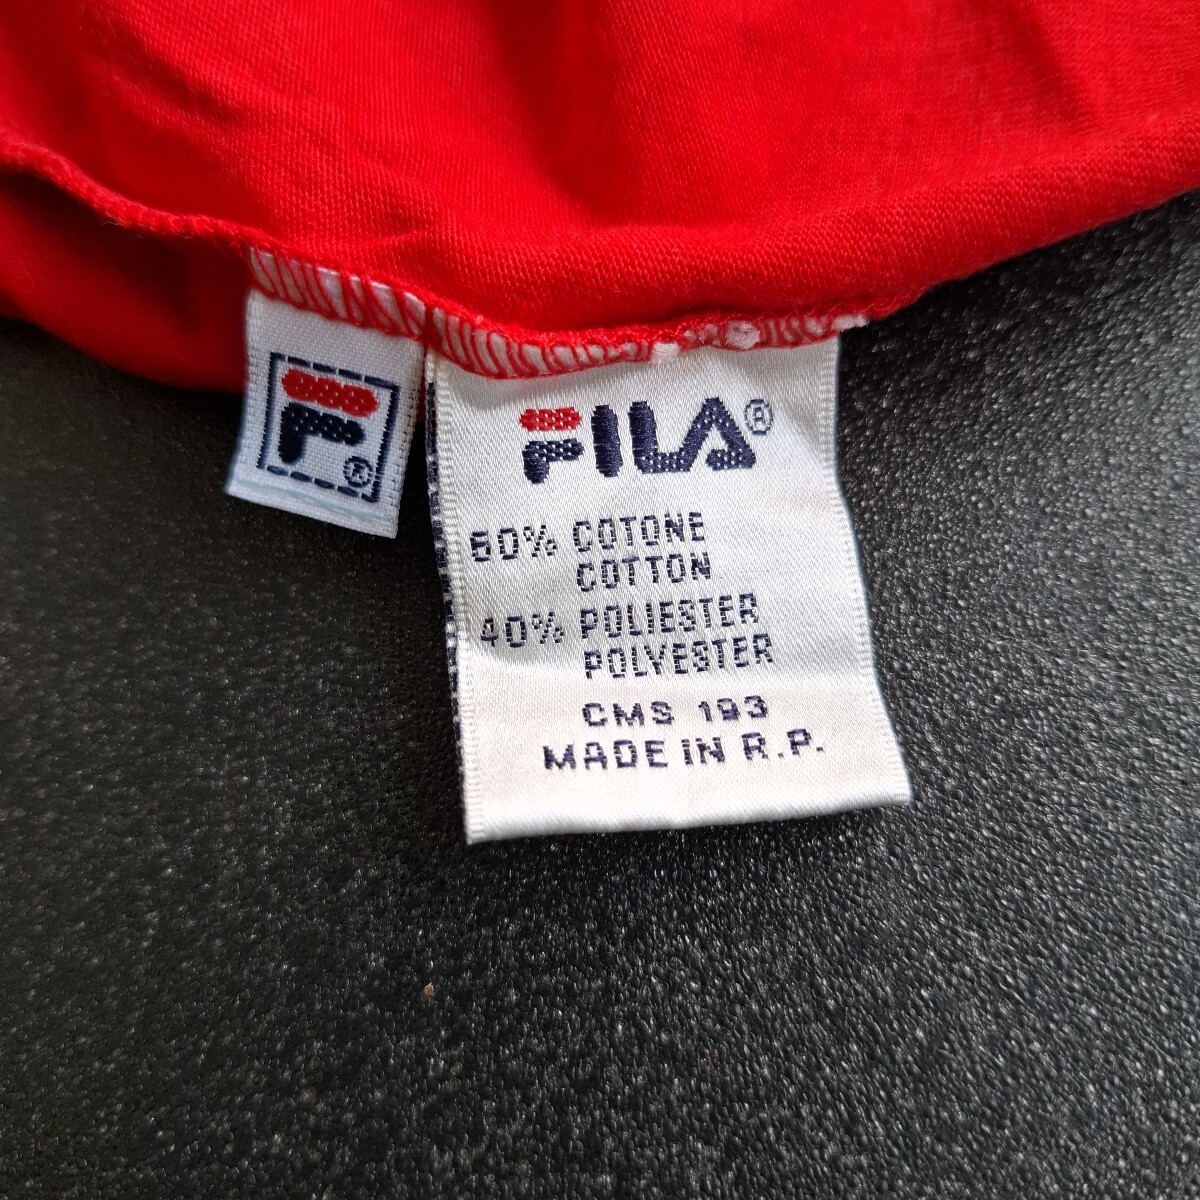 F®
FILA®
60% COTONE
COTTON
40% POLIESTER
POLYESTER
CMS 193
MADE IN R.P.